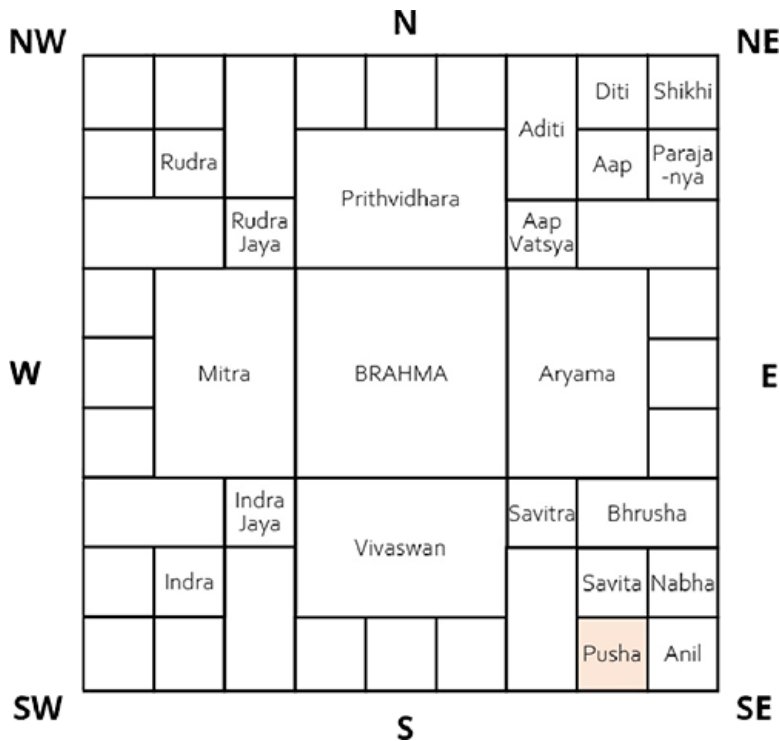 N
NW
NE
Diti
Shikhi
Aditi
Rudra
Aap
Paraja
-nya
Prithvidhara
Rudra
Jaya
Aap
Vatsya
W
Mitra
BRAHMA
Aryama
E
Indra
Jaya
Savitra
Bhrusha
Vivaswan
Indra
Savita
Nabha
Pusha
Anil
SW
S
SE